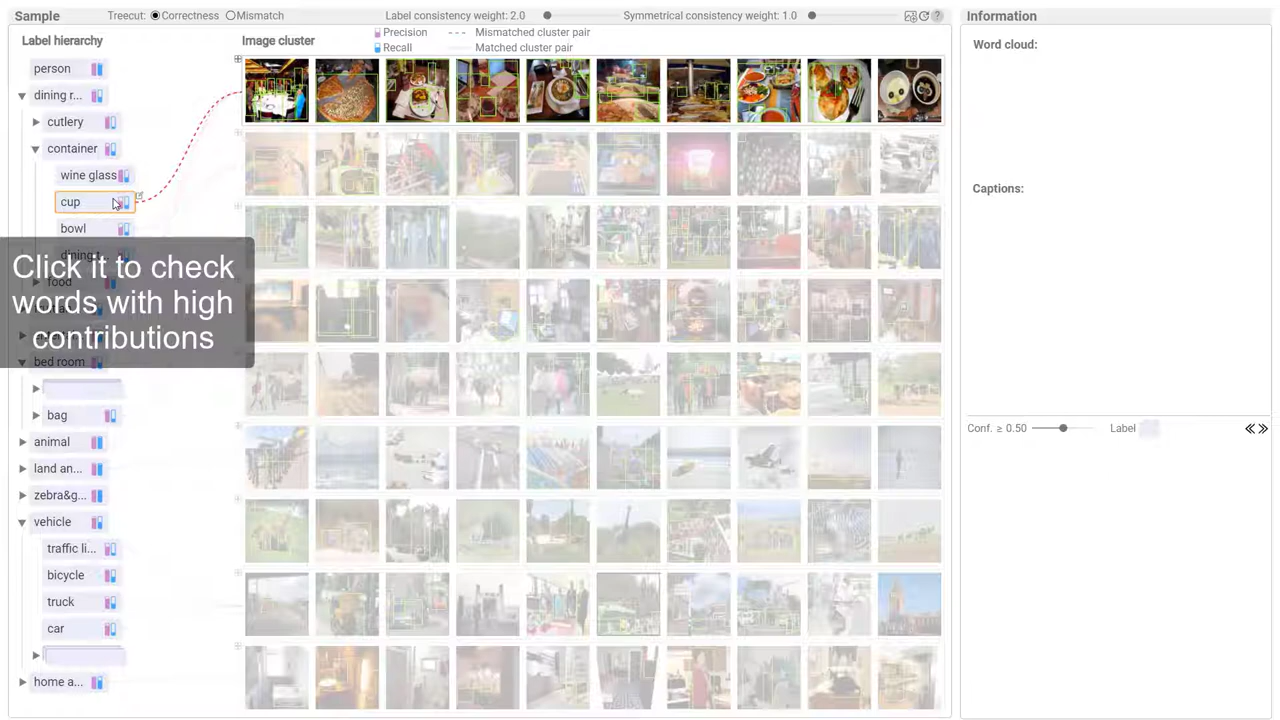 Sample
Treecut: Correctness Mismatch
Label consistency weight: 2.0
Symmetrical consistency weight: 1.0
?
Information
Label hierarchy
Image cluster
Precision
Recall
Mismatched cluster pair
Matched cluster pair
Word cloud:
Captions:
Conf. ≥ 0.50
Label
person
dining r...
cutlery
container
wine glass
cup
bowl
dining t...
food
Click it to check
words with high
contributions
bed room
bag
animal
land an...
zebra&g...
vehicle
traffic li...
bicycle
truck
car
home a...